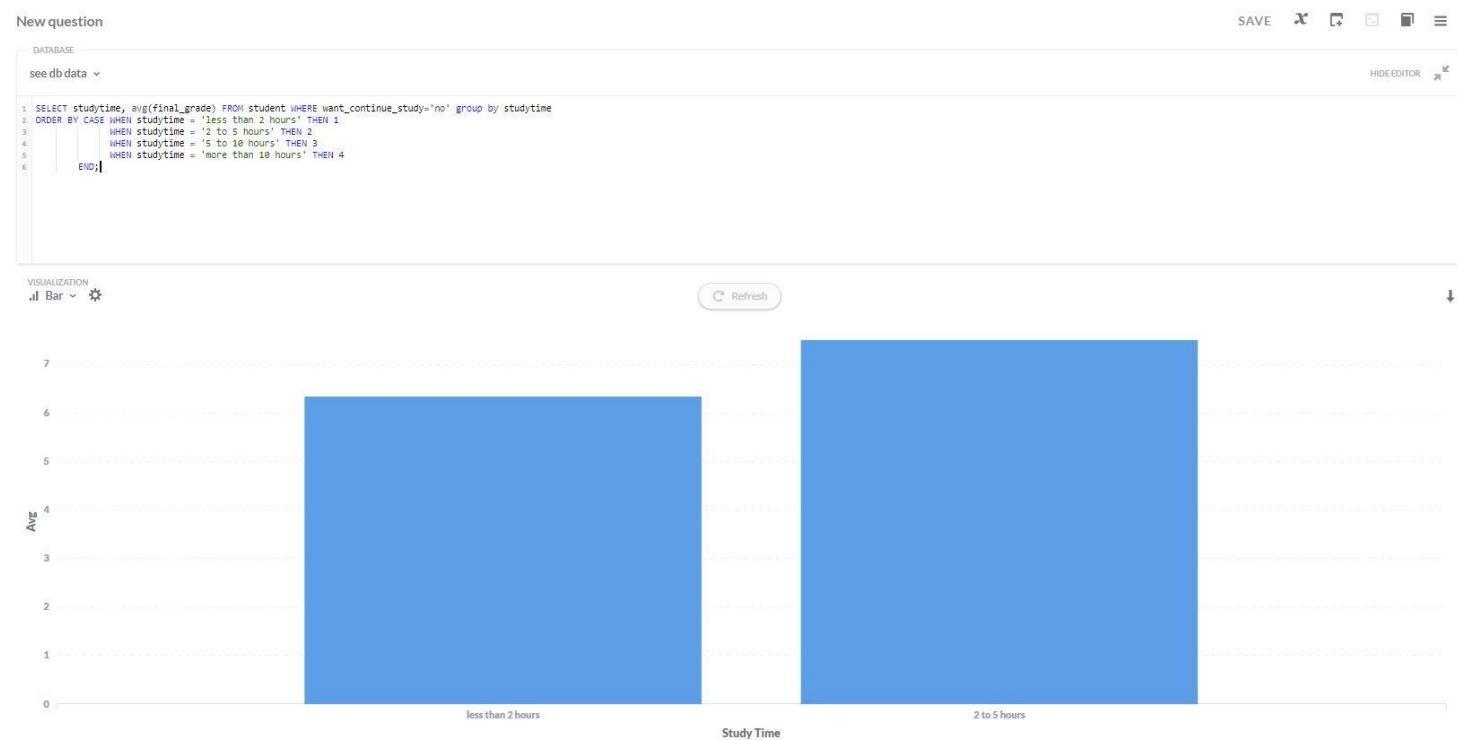 New question
SAVE
DATABASE
see db data
HIDE EDITOR
1 SELECT studytime, avg(final_grade) FROM student WHERE want_continue_study='no' group by studytime
2 ORDER BY CASE WHEN studytime = 'less than 2 hours' THEN 1
3 WHEN studytime = '2 to 5 hours' THEN 2
4 WHEN studytime = '5 to 10 hours' THEN 3
5 WHEN studytime = 'more than 10 hours' THEN 4
6 END;
VISUALIZATION
Bar
Refresh
7
6
5
4
3
2
1
0
Avg
less than 2 hours
2 to 5 hours
Study Time